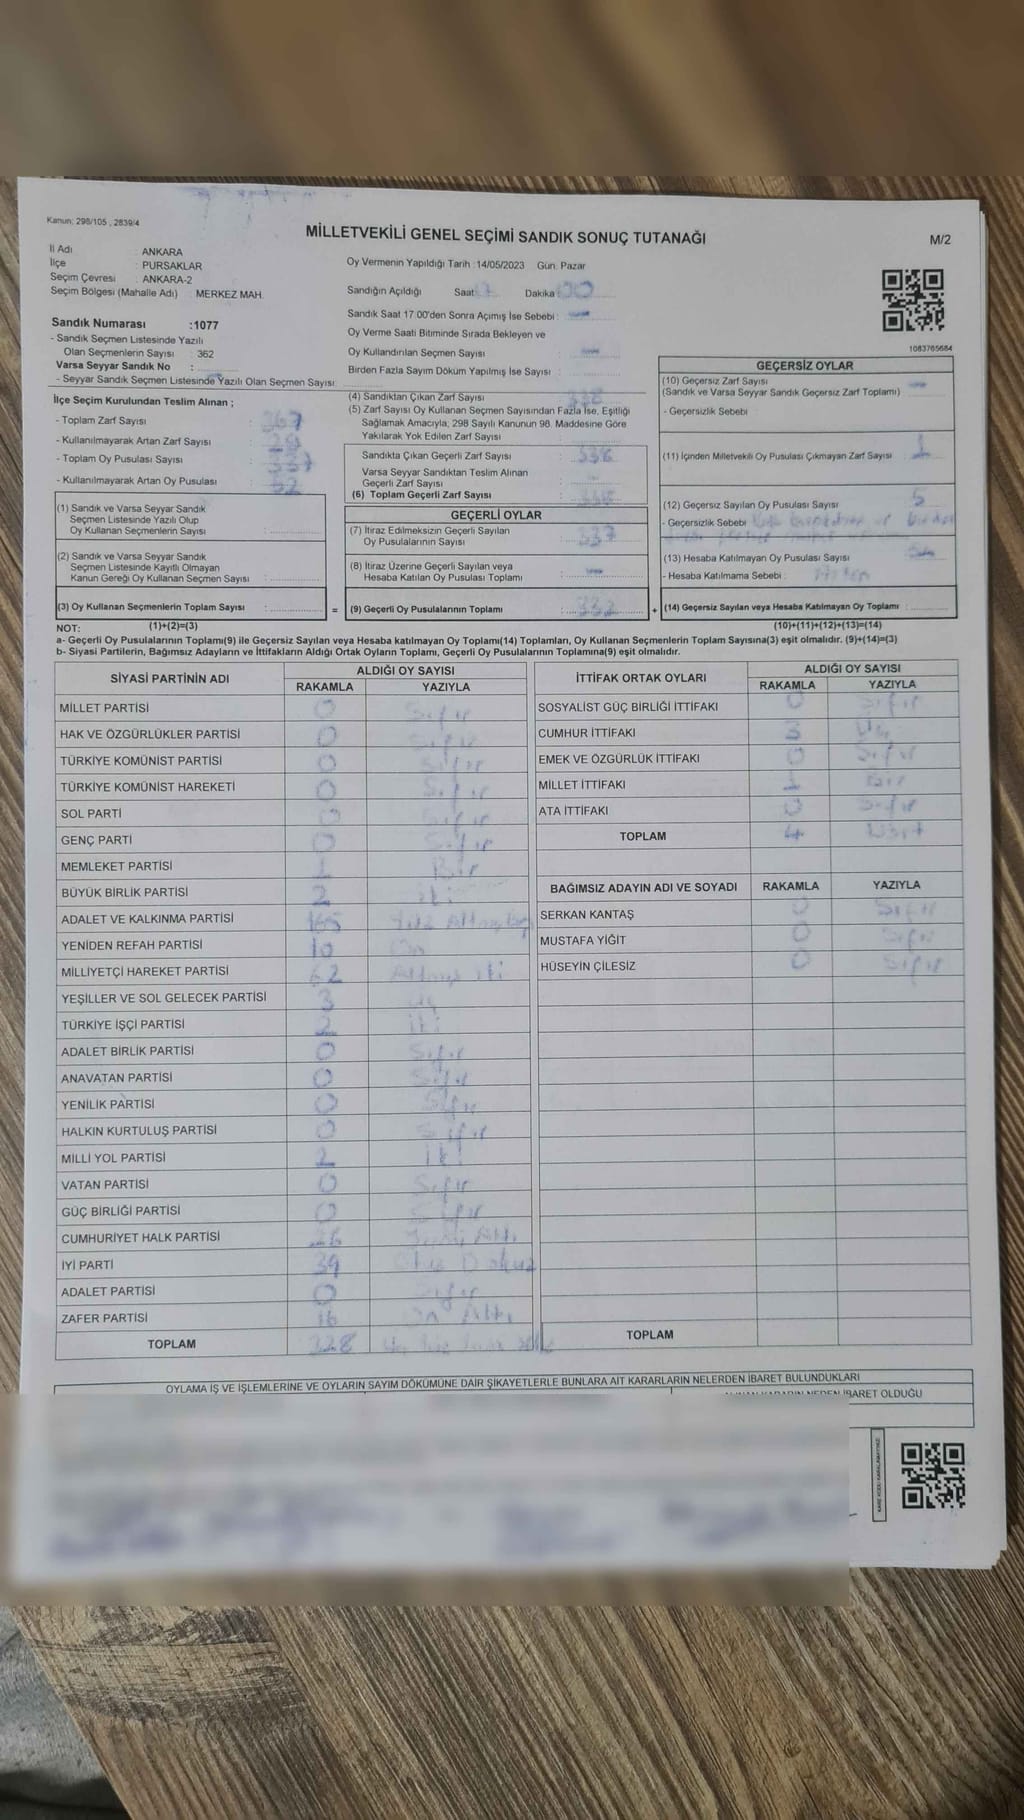 Kanun: 298/105 , 2839/4
MİLLETVEKİLİ GENEL SEÇİMİ SANDIK SONUÇ TUTANAĞI
M/2
İl Adı : ANKARA
İlçe : PURSAKLAR
Seçim Çevresi : ANKARA-2
Seçim Bölgesi (Mahalle Adı) : MERKEZ MAH.
Oy Vermenin Yapıldığı Tarih :14/05/2023 Gün: Pazar
Sandığın Açıldığı Saat 17 Dakika :00
Sandık Saat 17:00'den Sonra Açımış İse Sebebi :
Oy Verme Saati Bitiminde Sırada Bekleyen ve
Oy Kullandırılan Seçmen Sayısı :
Birden Fazla Sayım Döküm Yapılmış İse Sayısı :
1083765684
Sandık Numarası :1077
- Sandık Seçmen Listesinde Yazılı
Olan Seçmenlerin Sayısı : 362
Varsa Seyyar Sandık No :
- Seyyar Sandık Seçmen Listesinde Yazılı Olan Seçmen Sayısı:
İlçe Seçim Kurulundan Teslim Alınan ;
- Toplam Zarf Sayısı : 367
- Kullanılmayarak Artan Zarf Sayısı :
- Toplam Oy Pusulası Sayısı :
- Kullanılmayarak Artan Oy Pusulası : 52
(1) Sandık ve Varsa Seyyar Sandık
Seçmen Listesinde Yazılı Olup
Oy Kullanan Seçmenlerin Sayısı :
(2) Sandık ve Varsa Seyyar Sandık
Seçmen Listesinde Kayıtlı Olmayan
Kanun Gereği Oy Kullanan Seçmen Sayısı :
(3) Oy Kullanan Seçmenlerin Toplam Sayısı :
(1)+(2)=(3)
(4) Sandıktan Çıkan Zarf Sayısı : 338
(5) Zarf Sayısı Oy Kullanan Seçmen Sayısından Fazla İse, Eşitliği
Sağlamak Amacıyla; 298 Sayılı Kanunun 98. Maddesine Göre
Yakılarak Yok Edilen Zarf Sayısı :
Sandıkta Çıkan Geçerli Zarf Sayısı : 338
Varsa Seyyar Sandıktan Teslim Alınan
Geçerli Zarf Sayısı :
(6) Toplam Geçerli Zarf Sayısı : 338
GEÇERLİ OYLAR
(7) İtiraz Edilmeksizin Geçerli Sayılan
Oy Pusulalarının Sayısı :
(8) İtiraz Üzerine Geçerli Sayılan veya
Hesaba Katılan Oy Pusulası Toplamı :
= (9) Geçerli Oy Pusulalarının Toplamı : 332 +
GEÇERSİZ OYLAR
(10) Geçersiz Zarf Sayısı
(Sandık ve Varsa Seyyar Sandık Geçersiz Zarf Toplamı) :
- Geçersizlik Sebebi :
(11) İçinden Milletvekili Oy Pusulası Çıkmayan Zarf Sayısı : 1
(12) Geçersiz Sayılan Oy Pusulası Sayısı : 5
- Geçersizlik Sebebi
(13) Hesaba Katılmayan Oy Pusulası Sayısı :
- Hesaba Katılmama Sebebi :
(14) Geçersiz Sayılan veya Hesaba Katılmayan Oy Toplamı :
(10)+(11)+(12)+(13)=(14)
NOT:
a- Geçerli Oy Pusulalarının Toplamı(9) ile Geçersiz Sayılan veya Hesaba katılmayan Oy Toplamı(14) Toplamları, Oy Kullanan Seçmenlerin Toplam Sayısına(3) eşit olmalıdır. (9)+(14)=(3)
b- Siyasi Partilerin, Bağımsız Adayların ve İttifakların Aldığı Ortak Oyların Toplamı, Geçerli Oy Pusulalarının Toplamına(9) eşit olmalıdır.
SİYASİ PARTİNİN ADI ALDIĞI OY SAYISI
RAKAMLA YAZIYLA
MİLLET PARTİSİ 0 Sıfır
HAK VE ÖZGÜRLÜKLER PARTİSİ 0 Sıfır
TÜRKİYE KOMÜNİST PARTİSİ 0 Sıfır
TÜRKİYE KOMÜNİST HAREKETİ 0 Sıfır
SOL PARTİ 0 Sıfır
GENÇ PARTİ 0 Sıfır
MEMLEKET PARTİSİ 1 Bir
BÜYÜK BİRLİK PARTİSİ 2 iki
ADALET VE KALKINMA PARTİSİ 165 Yüz Altmış beş
YENİDEN REFAH PARTİSİ 10 On
MİLLİYETÇİ HAREKET PARTİSİ 62 Altmış iki
YEŞİLLER VE SOL GELECEK PARTİSİ 3 Üç
TÜRKİYE İŞÇİ PARTİSİ 2 iki
ADALET BİRLİK PARTİSİ 0 Sıfır
ANAVATAN PARTİSİ 0 Sıfır
YENİLİK PARTİSİ 0 Sıfır
HALKIN KURTULUŞ PARTİSİ 0 Sıfır
MİLLİ YOL PARTİSİ 2 İki
VATAN PARTİSİ 0 Sıfır
GÜÇ BİRLİĞİ PARTİSİ 0 Sıfır
CUMHURİYET HALK PARTİSİ 26 Yirmi Altı
İYİ PARTİ 39 Otuz Dokuz
ADALET PARTİSİ 0 Sıfır
ZAFER PARTİSİ 16 On Altı
TOPLAM 328 Üç Yüz Yirmi Sekiz
İTTİFAK ORTAK OYLARI ALDIĞI OY SAYISI
RAKAMLA YAZIYLA
SOSYALİST GÜÇ BİRLİĞİ İTTİFAKI 0 Sıfır
CUMHUR İTTİFAKI 3 Üç
EMEK VE ÖZGÜRLÜK İTTİFAKI 0 Sıfır
MİLLET İTTİFAKI 1 Bir
ATA İTTİFAKI 0 Sıfır
TOPLAM 4 Dört
BAĞIMSIZ ADAYIN ADI VE SOYADI RAKAMLA YAZIYLA
SERKAN KANTAŞ 0 Sıfır
MUSTAFA YİĞİT 0 Sıfır
HÜSEYİN ÇİLESİZ 0 Sıfır
TOPLAM
OYLAMA İŞ VE İŞLEMLERİNE VE OYLARIN SAYIM DÖKÜMÜNE DAİR ŞİKAYETLERLE BUNLARA AİT KARARLARIN NELERDEN İBARET BULUNDUKLARI
NEDEN İBARET OLDUĞU